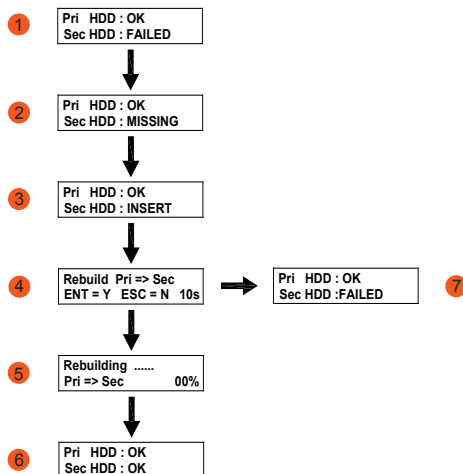 1
Pri HDD : OK
Sec HDD : FAILED
2
Pri HDD : OK
Sec HDD : MISSING
3
Pri HDD : OK
Sec HDD : INSERT
4
Rebuild Pri => Sec
ENT = Y ESC = N 10s
Pri HDD : OK
Sec HDD :FAILED
7
5
Rebuilding ......
Pri => Sec 00%
6
Pri HDD : OK
Sec HDD : OK